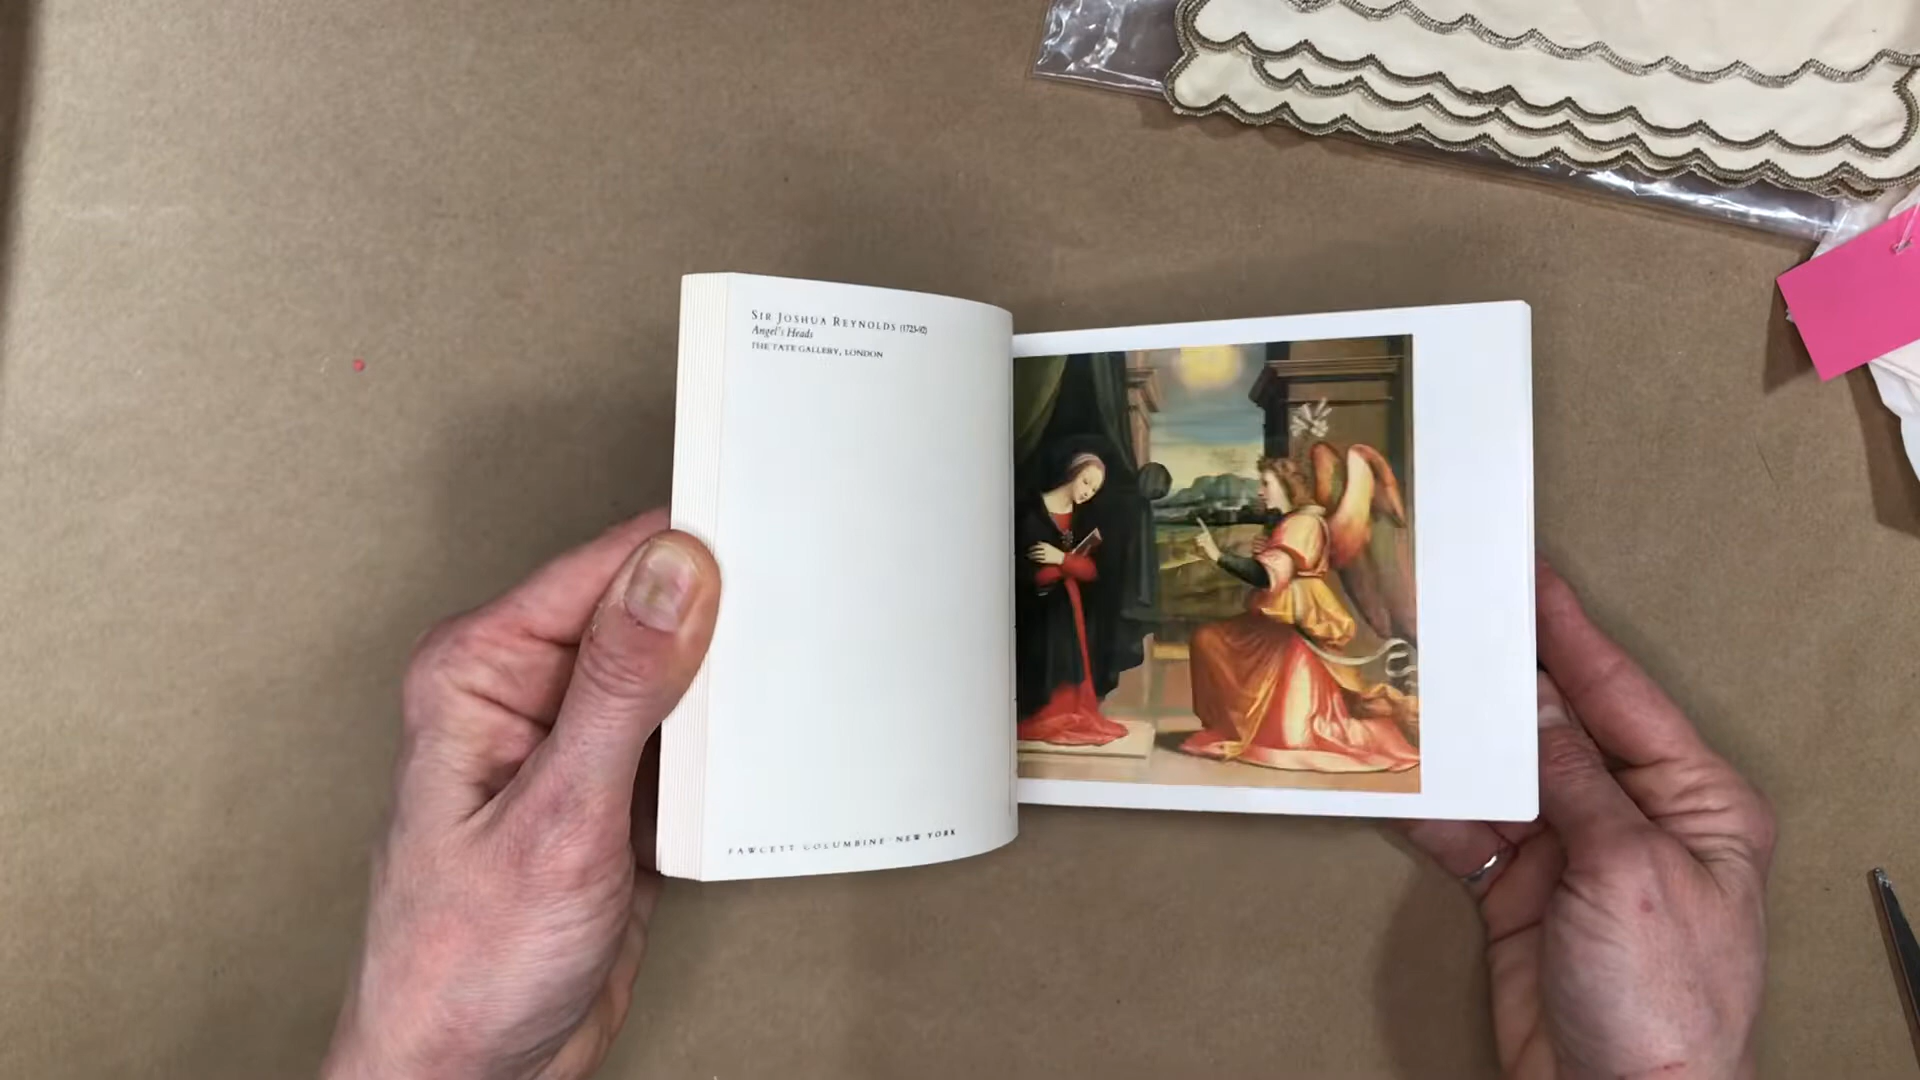 SIR JOSHUA REYNOLDS (1723-92)
Angel's Heads
THE TATE GALLERY, LONDON
FAWCETT COLUMBINE · NEW YORK